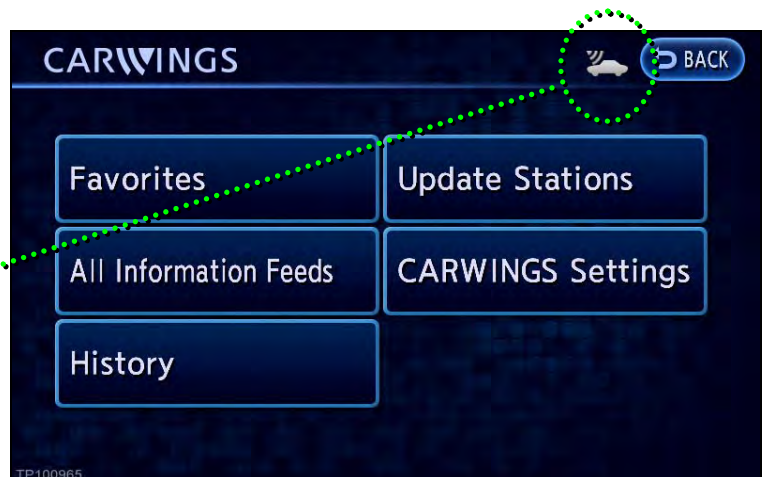 CARWINGS
BACK
Favorites
Update Stations
All Information Feeds
CARWINGS Settings
History
TP100965